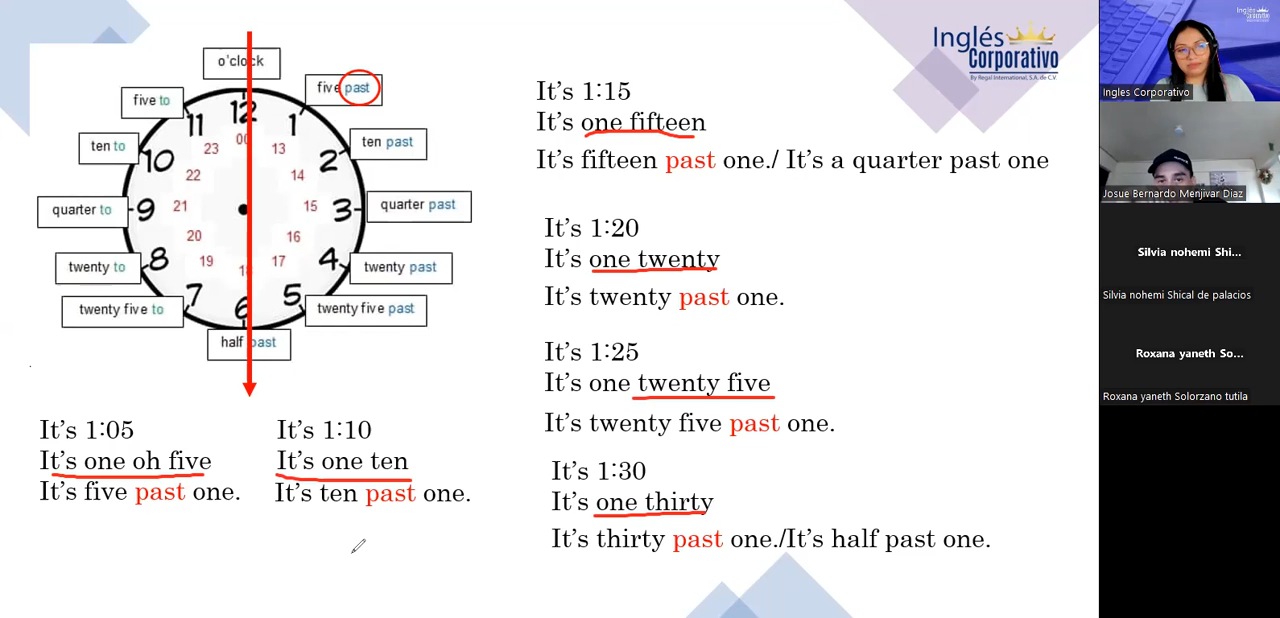 o'clock
five to
five past
ten to
ten past
quarter to
quarter past
twenty to
twenty past
twenty five to
twenty five past
half past
12
11
1
10
2
9
3
8
4
7
5
6
00
23
13
22
14
21
15
20
16
19
17
It's 1:05
It's one oh five
It's five past one.
It's 1:10
It's one ten
It's ten past one.
Inglés
Corporativo
By Regal International, S.A. de C.V.
It's 1:15
It's one fifteen
It's fifteen past one./ It's a quarter past one
It's 1:20
It's one twenty
It's twenty past one.
It's 1:25
It's one twenty five
It's twenty five past one.
It's 1:30
It's one thirty
It's thirty past one./It's half past one.
Ingles Corporativo
Josue Bernardo Menjivar Diaz
Silvia nohemi Shi...
Silvia nohemi Shical de palacios
Roxana yaneth So...
Roxana yaneth Solorzano tutila